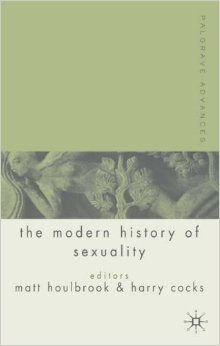 PALGRAVE ADVANCES
the modern history of
sexuality
editors
matt houlbrook & harry cocks